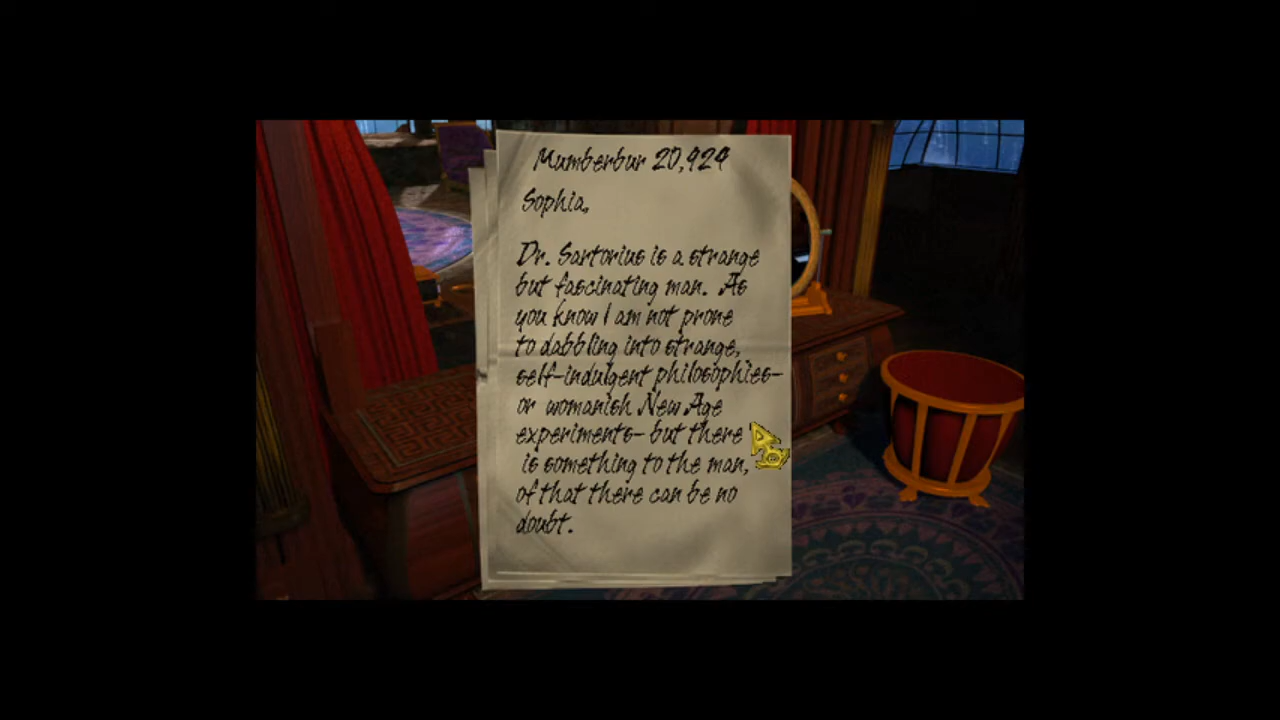 Mumberbur 20,924
Sophia,
Dr. Sartorius is a strange
but fascinating man. As
you know I am not prone
to dabbling into strange,
self-indulgent philosophies-
or womanish New Age
experiments- but there
is something to the man,
of that there can be no
doubt.